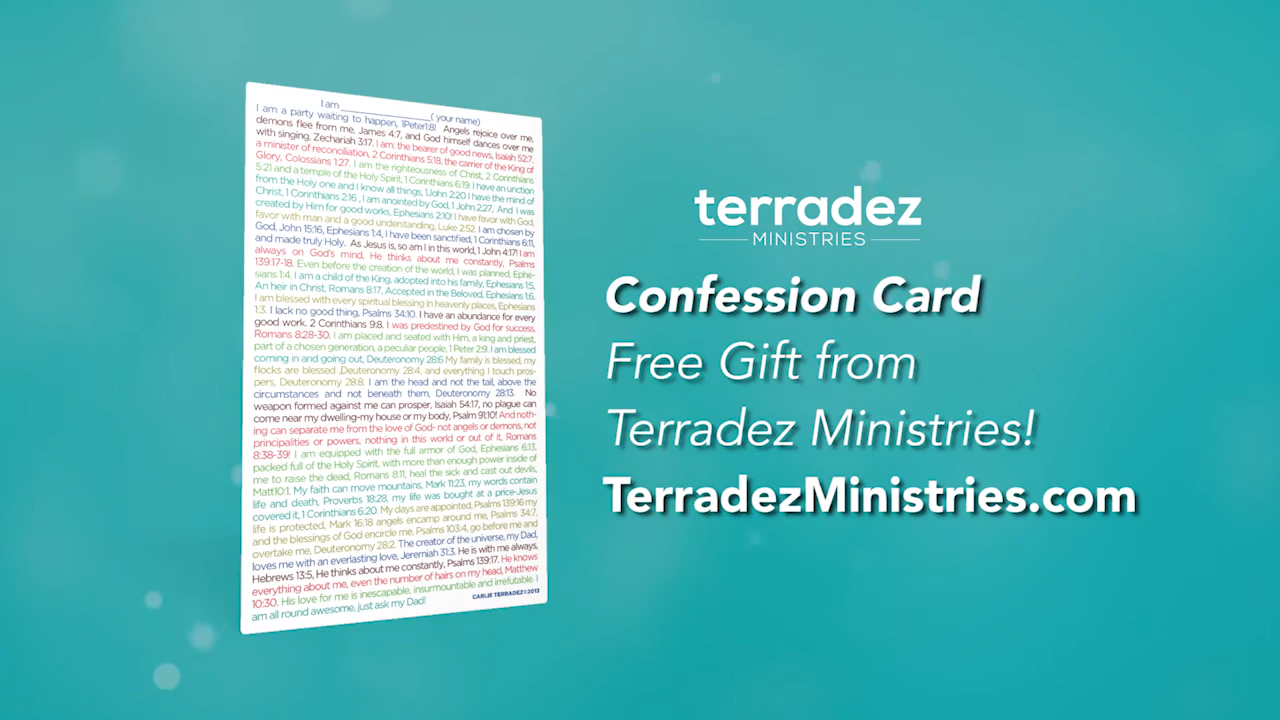 I am ____________________( your name)
I am a party waiting to happen, 1Peter1:8! Angels rejoice over me,
demons flee from me, James 4:7, and God himself dances over me
with singing, Zechariah 3:17. I am: the bearer of good news, Isaiah 52:7,
a minister of reconciliation, 2 Corinthians 5:18, the carrier of the King of
Glory, Colossians 1:27. I am the righteousness of Christ, 2 Corinthians
5:21 and a temple of the Holy Spirit, 1 Corinthians 6:19. I have an unction
from the Holy one and I know all things, 1John 2:20 I have the mind of
Christ, 1 Corinthians 2:16 , I am anointed by God, 1 John 2:27, And I was
created by Him for good works, Ephesians 2:10! I have favor with God,
favor with man and a good understanding, Luke 2:52. I am chosen by
God, John 15:16, Ephesians 1:4, I have been sanctified, 1 Corinthians 6:11,
and made truly Holy. As Jesus is, so am I in this world, 1 John 4:17! I am
always on God's mind, He thinks about me constantly, Psalms
139:17-18. Even before the creation of the world, I was planned, Ephe-
sians 1:4. I am a child of the King, adopted into his family, Ephesians 1:5,
An heir in Christ, Romans 8:17, Accepted in the Beloved, Ephesians 1:6.
I am blessed with every spiritual blessing in heavenly places, Ephesians
1:3. I lack no good thing, Psalms 34:10. I have an abundance for every
good work. 2 Corinthians 9:8. I was predestined by God for success,
Romans 8:28-30. I am placed and seated with Him, a king and priest,
part of a chosen generation, a peculiar people, 1 Peter 2:9. I am blessed
coming in and going out, Deuteronomy 28:6 My family is blessed, my
flocks are blessed ,Deuteronomy 28:4, and everything I touch pros-
pers, Deuteronomy 28:8. I am the head and not the tail, above the
circumstances and not beneath them, Deuteronomy 28:13. No
weapon formed against me can prosper, Isaiah 54:17, no plague can
come near my dwelling-my house or my body, Psalm 91:10! And noth-
ing can separate me from the love of God- not angels or demons, not
principalities or powers, nothing in this world or out of it, Romans
8:38-39! I am equipped with the full armor of God, Ephesians 6:13,
packed full of the Holy Spirit, with more than enough power inside of
me to raise the dead, Romans 8:11, heal the sick and cast out devils,
Matt10:1. My faith can move mountains, Mark 11:23, my words contain
life and death, Proverbs 18:28, my life was bought at a price-Jesus
covered it, 1 Corinthians 6:20. My days are appointed, Psalms 139:16 my
life is protected, Mark 16:18 angels encamp around me, Psalms 34:7,
and the blessings of God encircle me, Psalms 103:4, go before me and
overtake me, Deuteronomy 28:2. The creator of the universe, my Dad,
loves me with an everlasting love, Jeremiah 31:3. He is with me always,
Hebrews 13:5, He thinks about me constantly, Psalms 139:17. He knows
everything about me, even the number of hairs on my head, Matthew
10:30. His love for me is inescapable, insurmountable and irrefutable. I
am all round awesome, just ask my Dad!
CARLIE TERRADEZ©2013
terradez
MINISTRIES
Confession Card
Free Gift from
Terradez Ministries!
TerradezMinistries.com